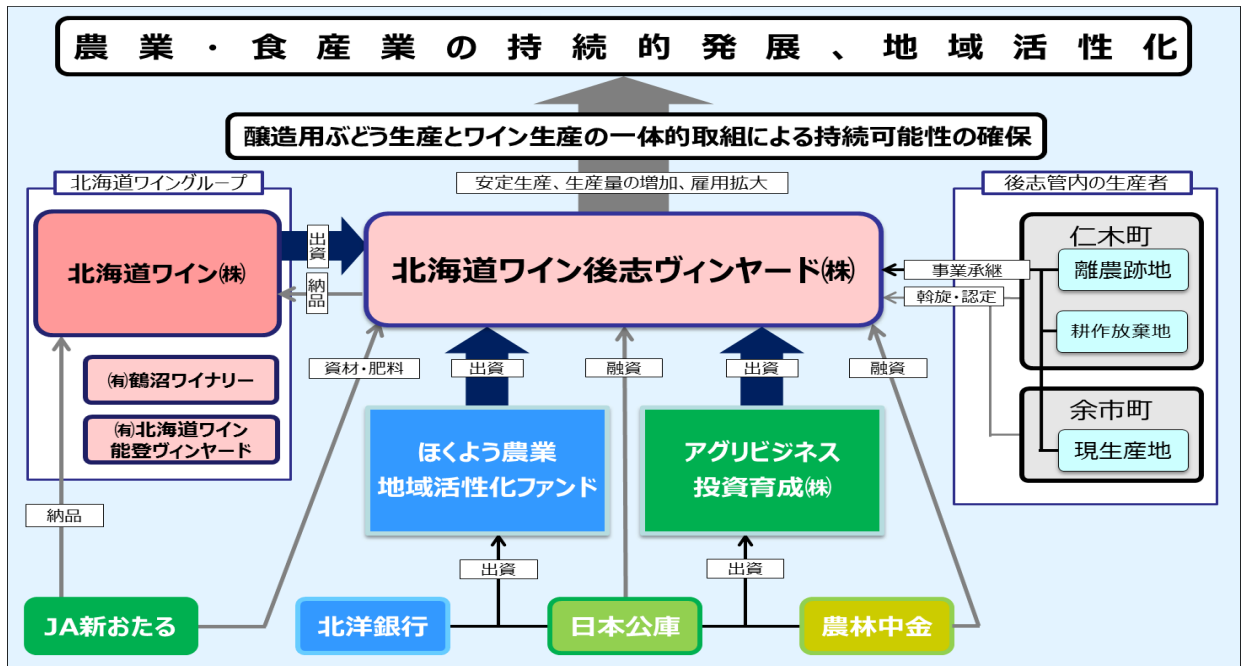 農業・食産業の持続的発展、地域活性化
醸造用ぶどう生産とワイン生産の一体的取組による持続可能性の確保
北海道ワイングループ
安定生産、生産量の増加、雇用拡大
後志管内の生産者
北海道ワイン㈱
出資
納品
北海道ワイン後志ヴィンヤード㈱
事業承継
斡旋・認定
仁木町
離農跡地
耕作放棄地
㈲鶴沼ワイナリー
㈲北海道ワイン
能登ヴィンヤード
資材・肥料
出資
融資
出資
融資
余市町
現生産地
ほくよう農業
地域活性化ファンド
アグリビジネス
投資育成㈱
納品
出資
出資
JA新おたる
北洋銀行
日本公庫
農林中金